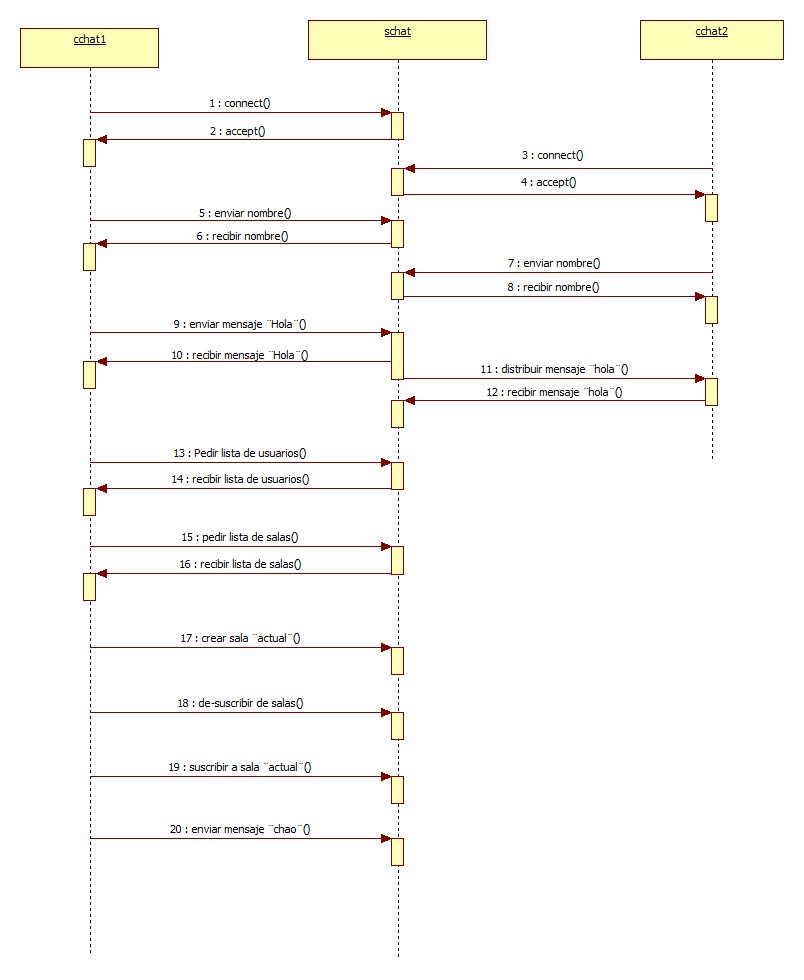 cchat1
schat
cchat2
1 : connect()
2 : accept()
3 : connect()
4 : accept()
5 : enviar nombre()
6 : recibir nombre()
7 : enviar nombre()
8 : recibir nombre()
9 : enviar mensaje ¨Hola¨()
10 : recibir mensaje ¨Hola¨()
11 : distribuir mensaje ¨hola¨()
12 : recibir mensaje ¨hola¨()
13 : Pedir lista de usuarios()
14 : recibir lista de usuarios()
15 : pedir lista de salas()
16 : recibir lista de salas()
17 : crear sala ¨actual¨()
18 : de-suscribir de salas()
19 : suscribir a sala ¨actual¨()
20 : enviar mensaje ¨chao¨()